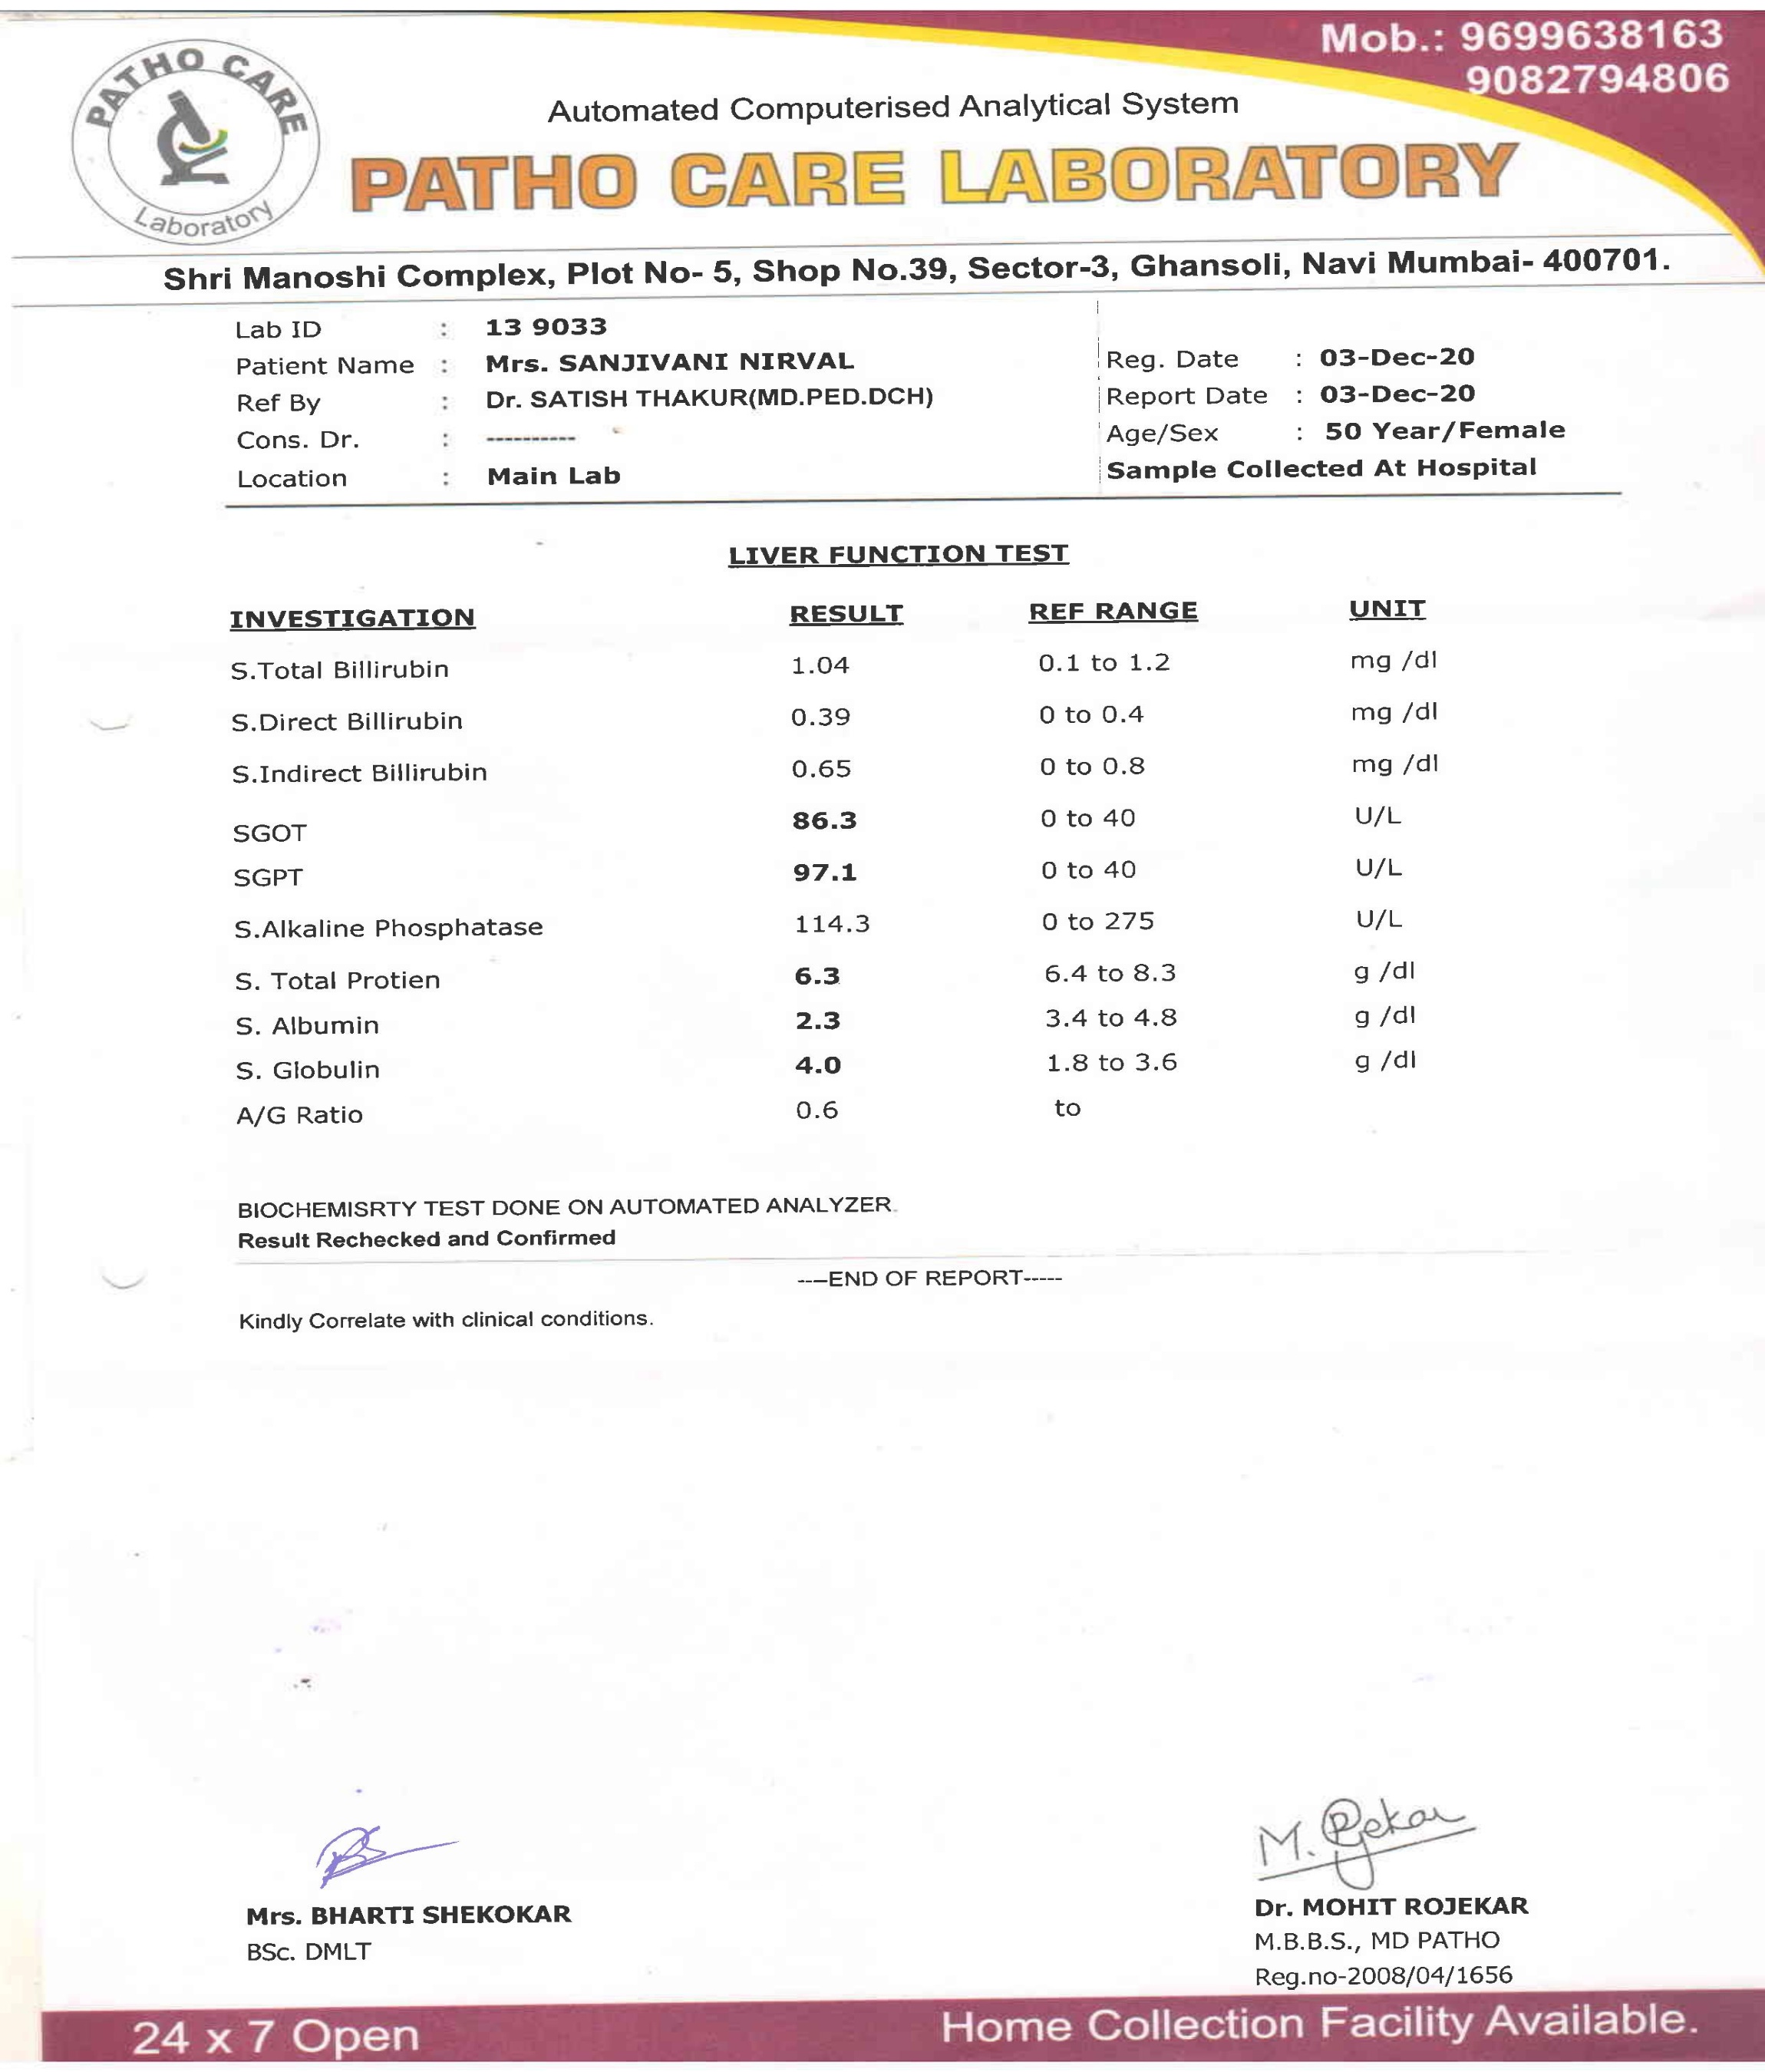 Mob.: 9699638163
9082794806
PATHO CARE
Laboratory
Automated Computerised Analytical System
PATHO CARE LABORATORY
Shri Manoshi Complex, Plot No- 5, Shop No.39, Sector-3, Ghansoli, Navi Mumbai- 400701.
Lab ID : 13 9033
Patient Name : Mrs. SANJIVANI NIRVAL Reg. Date : 03-Dec-20
Ref By : Dr. SATISH THAKUR(MD.PED.DCH) Report Date : 03-Dec-20
Cons. Dr. : ---------- Age/Sex : 50 Year/Female
Location : Main Lab Sample Collected At Hospital
LIVER FUNCTION TEST
INVESTIGATION RESULT REF RANGE UNIT
S.Total Billirubin 1.04 0.1 to 1.2 mg /dl
S.Direct Billirubin 0.39 0 to 0.4 mg /dl
S.Indirect Billirubin 0.65 0 to 0.8 mg /dl
SGOT 86.3 0 to 40 U/L
SGPT 97.1 0 to 40 U/L
S.Alkaline Phosphatase 114.3 0 to 275 U/L
S. Total Protien 6.3 6.4 to 8.3 g /dl
S. Albumin 2.3 3.4 to 4.8 g /dl
S. Globulin 4.0 1.8 to 3.6 g /dl
A/G Ratio 0.6 to
BIOCHEMISRTY TEST DONE ON AUTOMATED ANALYZER.
Result Rechecked and Confirmed
----END OF REPORT-----
Kindly Correlate with clinical conditions.
M. Rojekar
Mrs. BHARTI SHEKOKAR Dr. MOHIT ROJEKAR
BSc. DMLT M.B.B.S., MD PATHO
Reg.no-2008/04/1656
24 x 7 Open Home Collection Facility Available.